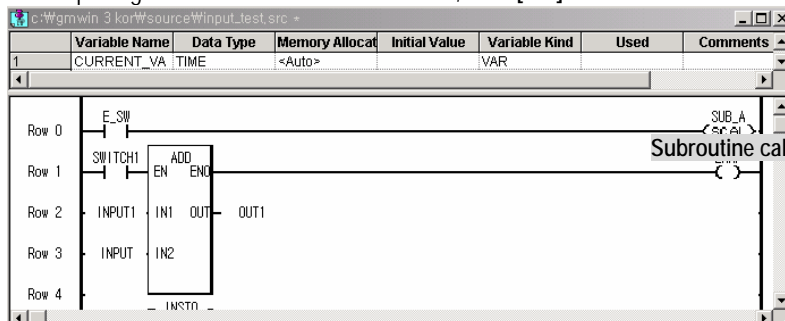 c:₩gmwin 3 kor₩source₩input_test.src *
Variable Name Data Type Memory Allocat Initial Value Variable Kind Used Comments
1 CURRENT_VA TIME <Auto> VAR
E_SW SUB_A
Row 0
Subroutine cal
SWITCH1 ADD
Row 1 EN ENO
Row 2 INPUT1 IN1 OUT OUT1
Row 3 INPUT IN2
Row 4